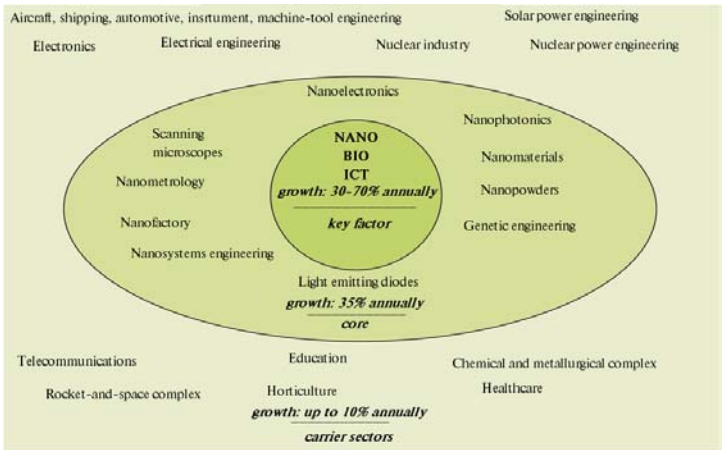 Aircraft, shipping, automotive, insrtument, machine-tool engineering
Solar power engineering
Electronics
Electrical engineering
Nuclear industry
Nuclear power engineering
Nanoelectronics
Nanophotonics
Scanning
microscopes
NANO
BIO
ICT
growth: 30-70% annually
key factor
Nanomaterials
Nanometrology
Nanopowders
Nanofactory
Genetic engineering
Nanosystems engineering
Light emitting diodes
growth: 35% annually
core
Telecommunications
Education
Chemical and metallurgical complex
Rocket-and-space complex
Horticulture
Healthcare
growth: up to 10% annually
carrier sectors